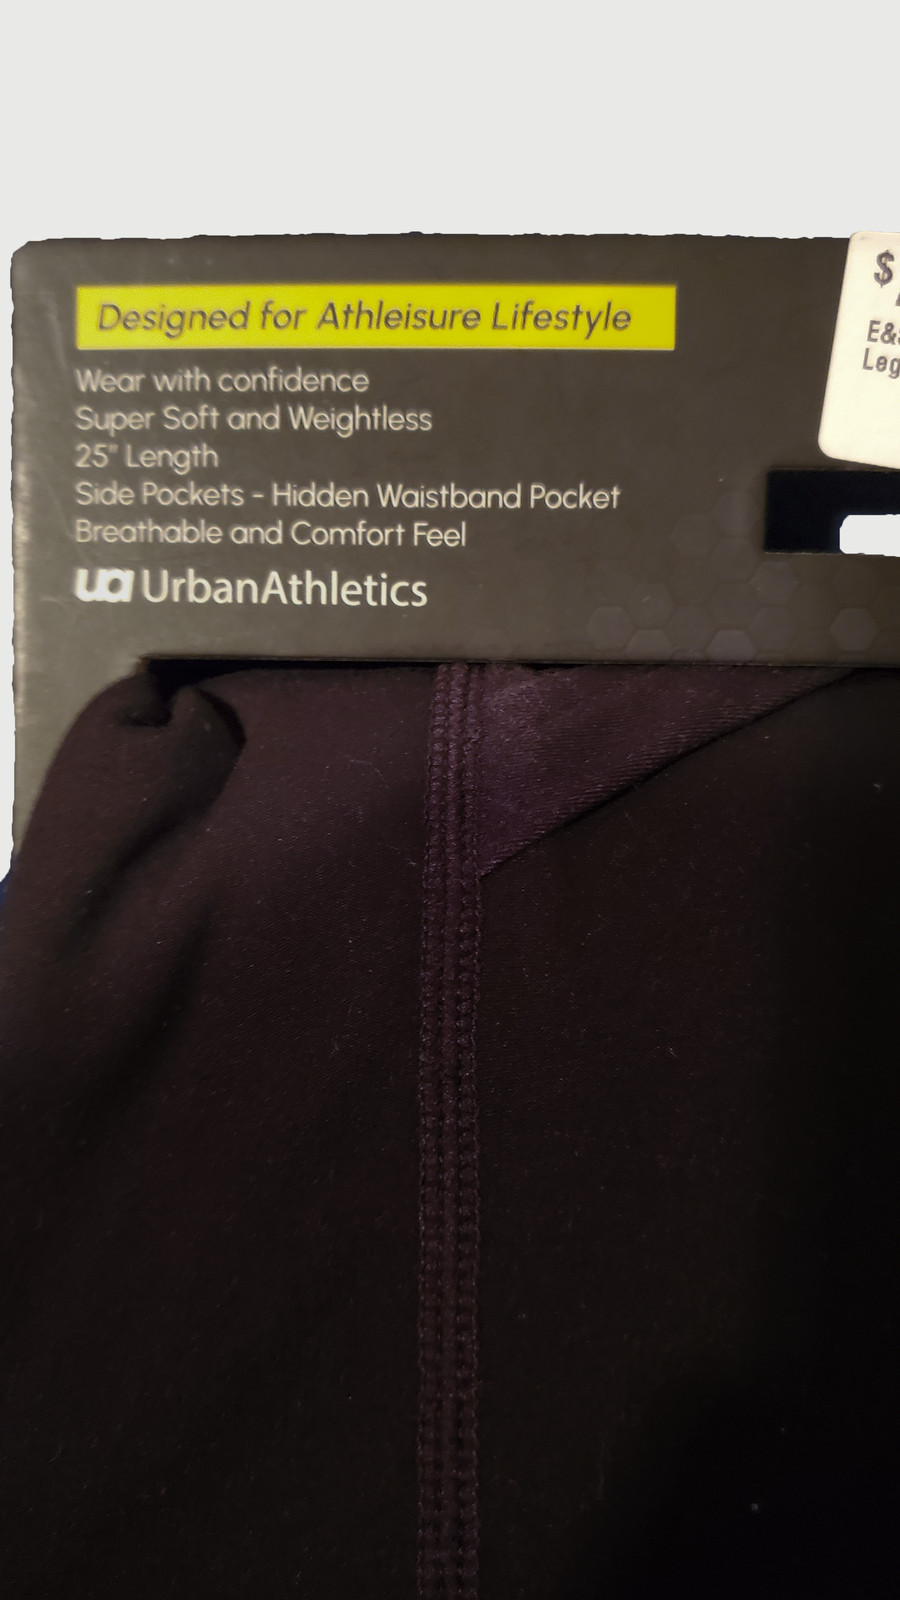 Designed for Athleisure Lifestyle
Wear with confidence
Super Soft and Weightless
25" Length
Side Pockets - Hidden Waistband Pocket
Breathable and Comfort Feel
ua UrbanAthletics
$